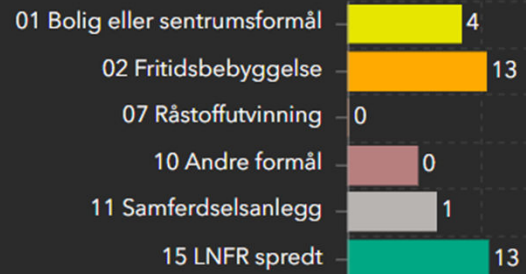 01 Bolig eller sentrumsformål 4
02 Fritidsbebyggelse 13
07 Råstoffutvinning 0
10 Andre formål 0
11 Samferdselsanlegg 1
15 LNFR spredt 13